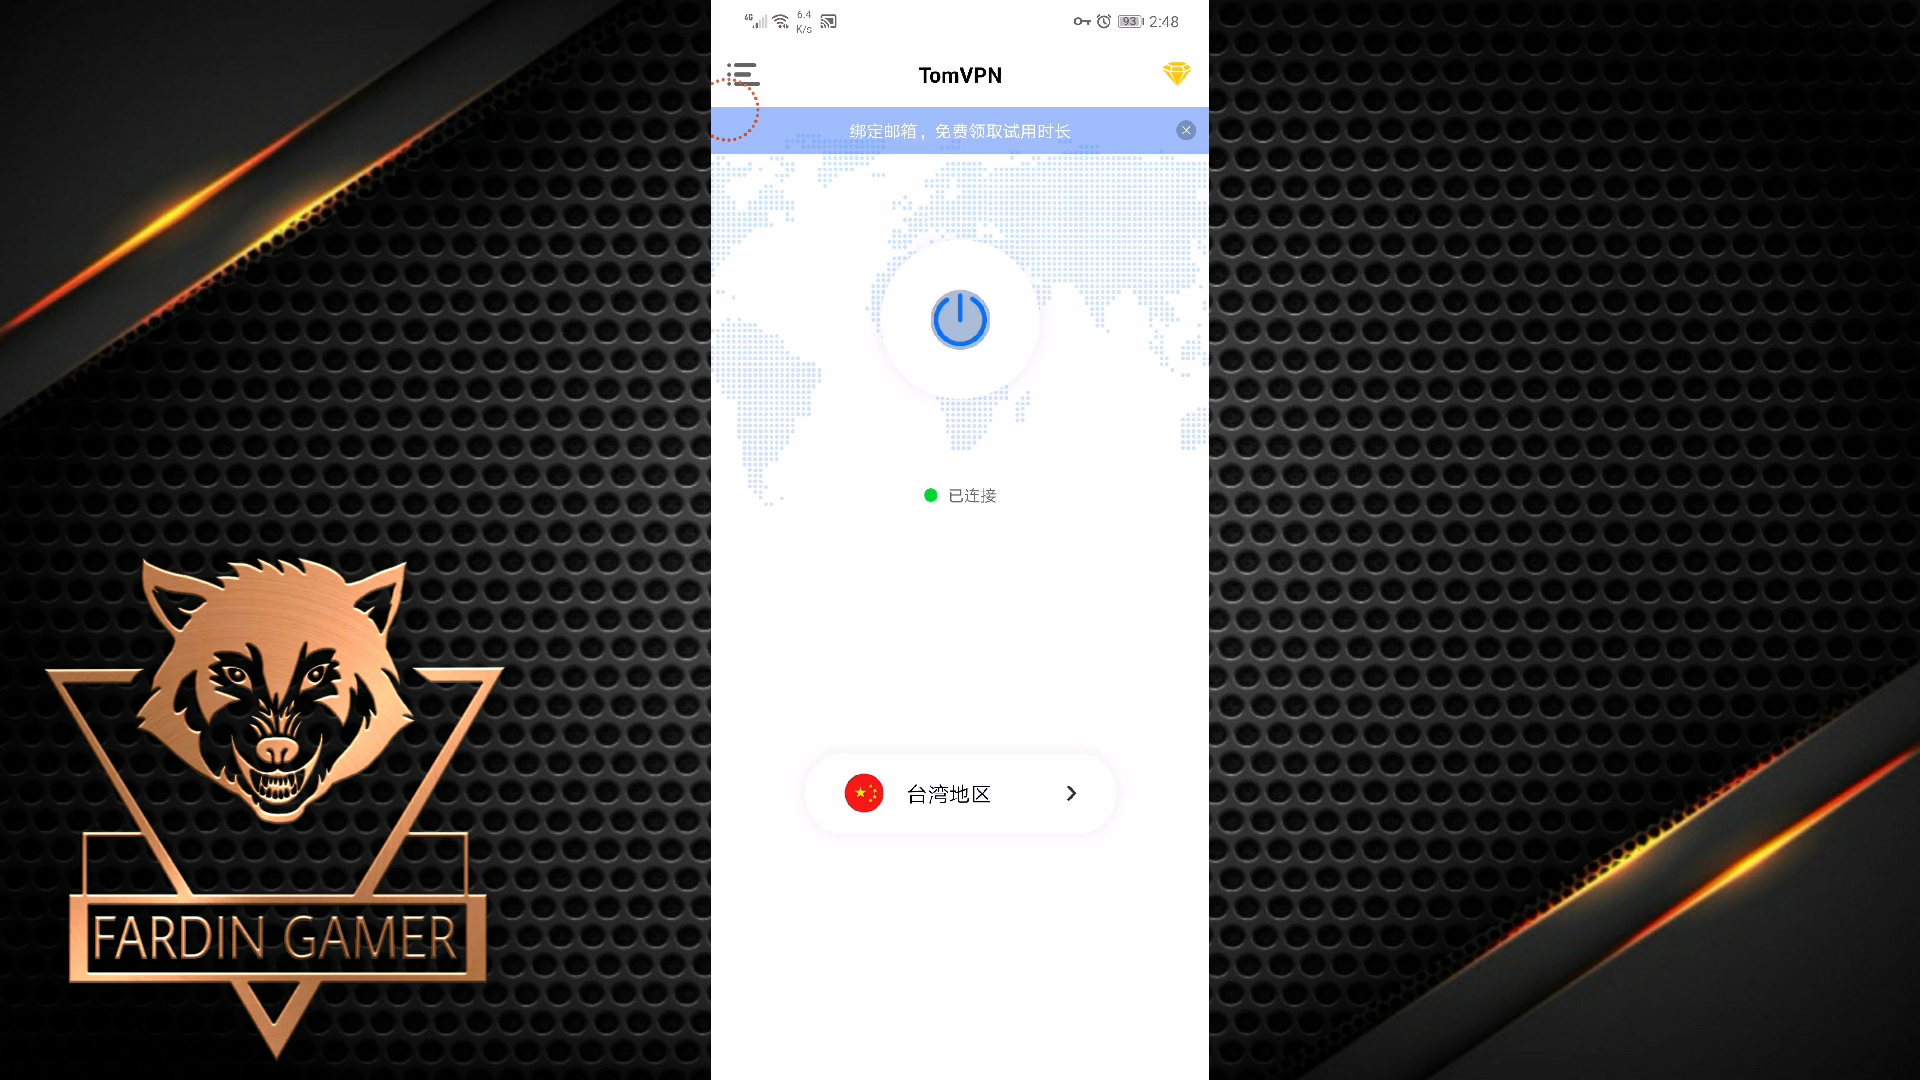 4G
6.4
K/s
93
2:48
TomVPN
绑定邮箱，免费领取试用时长
已连接
台湾地区
FARDIN GAMER